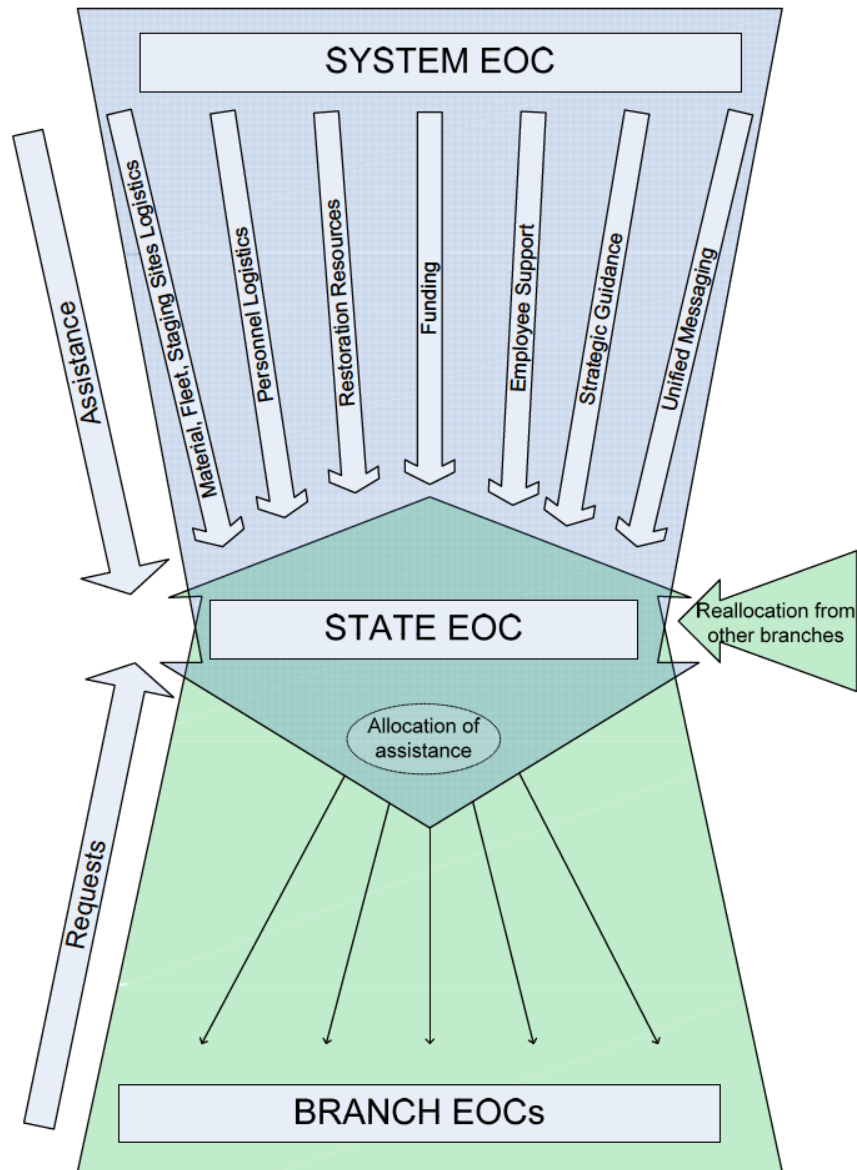 SYSTEM EOC
Assistance
Material, Fleet, Staging Sites Logistics
Personnel Logistics
Restoration Resources
Funding
Employee Support
Strategic Guidance
Unified Messaging
STATE EOC
Reallocation from
other branches
Allocation of
assistance
Requests
BRANCH EOCs